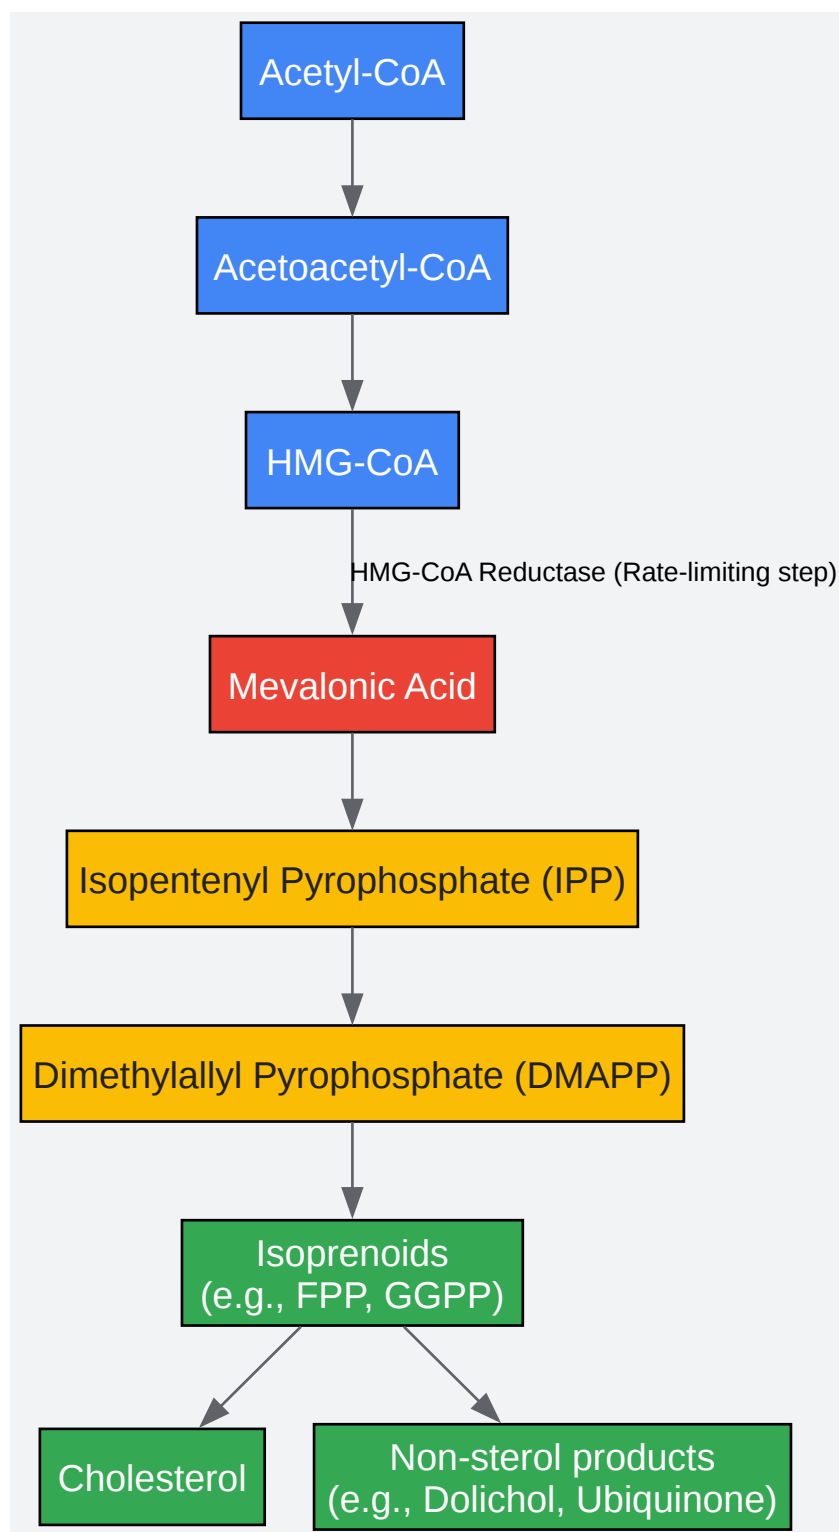 Acetyl-CoA
Acetoacetyl-CoA
HMG-CoA
HMG-CoA Reductase (Rate-limiting step)
Mevalonic Acid
Isopentenyl Pyrophosphate (IPP)
Dimethylallyl Pyrophosphate (DMAPP)
Isoprenoids
(e.g., FPP, GGPP)
Cholesterol
Non-sterol products
(e.g., Dolichol, Ubiquinone)